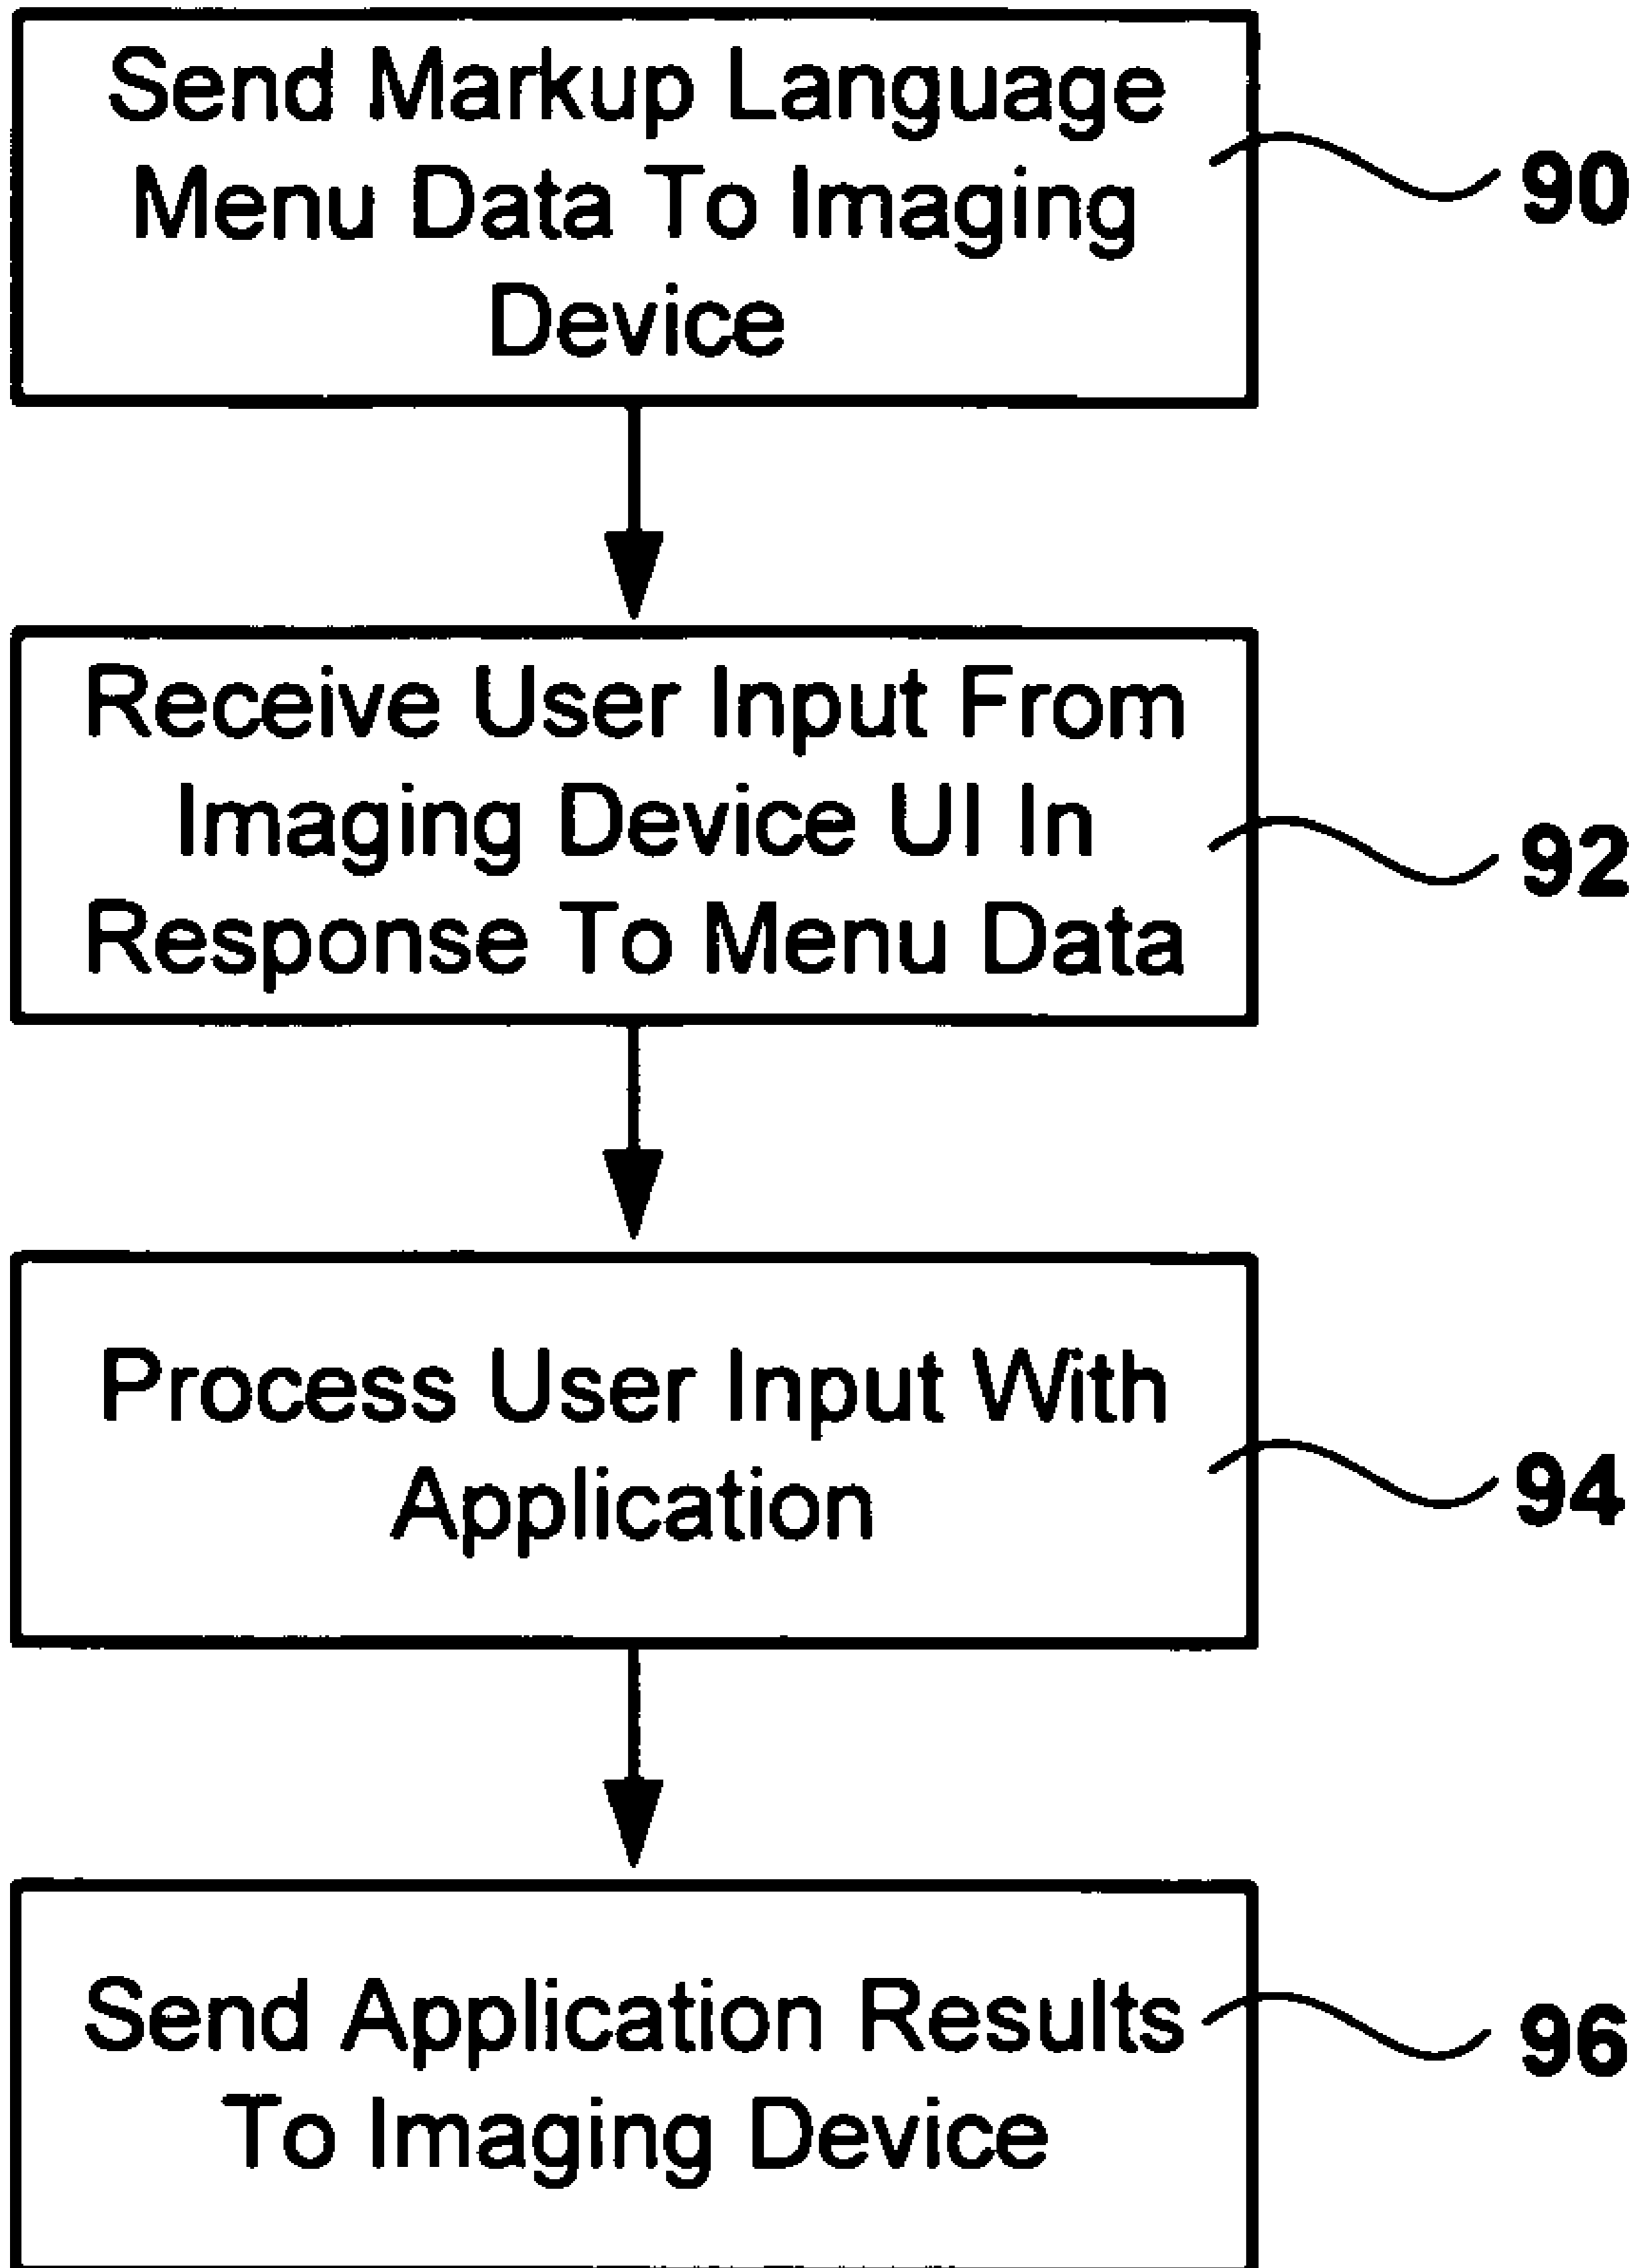 Send Markup Language
Menu Data To Imaging
Device
90
Receive User Input From
Imaging Device UI In
Response To Menu Data
92
Process User Input With
Application
94
Send Application Results
To Imaging Device
96